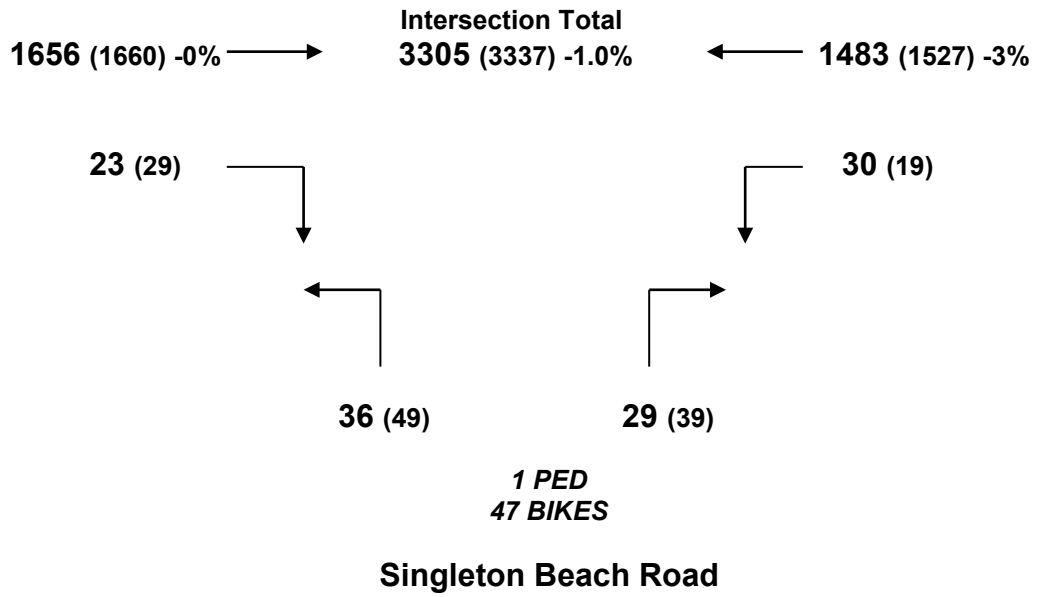 Intersection Total
1656 (1660) -0% 3305 (3337) -1.0% 1483 (1527) -3%
23 (29) 30 (19)
36 (49) 29 (39)
1 PED
47 BIKES
Singleton Beach Road